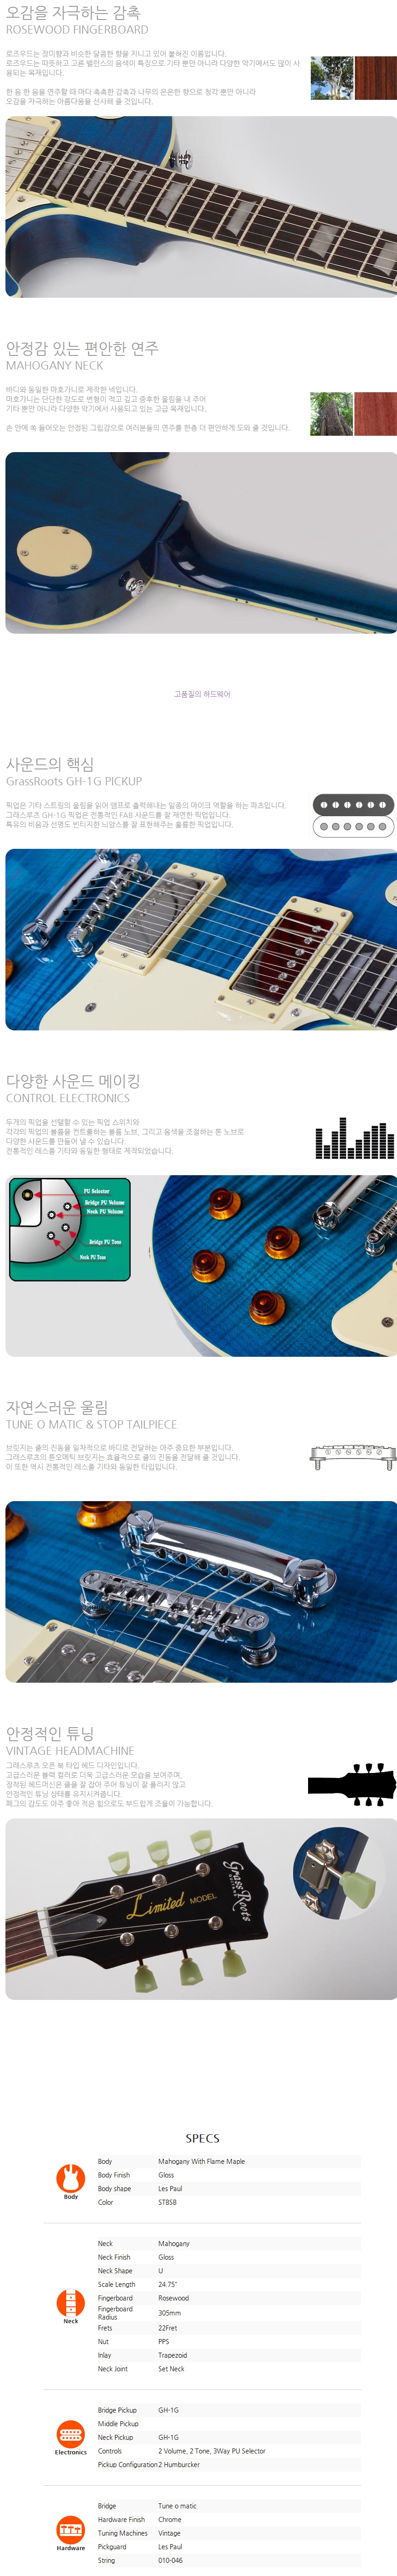 오감을 자극하는 감촉
ROSEWOOD FINGERBOARD
로즈우드는 장미향과 비슷한 달콤한 향을 지니고 있어 붙혀진 이름입니다.
로즈우드는 따뜻하고 고른 밸런스의 음색이 특징으로 기타 뿐만 아니라 다양한 악기에서도 많이 사
용되는 목재입니다.
한 음 한 음을 연주할 때 마다 촉촉한 감촉과 나무의 은은한 향으로 청각 뿐만 아니라
오감을 자극하는 아름다움을 선사해 줄 것입니다.
안정감 있는 편안한 연주
MAHOGANY NECK
바디와 동일한 마호가니로 제작한 넥입니다.
마호가니는 단단한 강도로 변형이 적고 깊고 중후한 울림을 내 주어
기타 뿐만 아니라 다양한 악기에서 사용되고 있는 고급 목재입니다.
손 안에 쏙 들어오는 안정된 그립감으로 여러분들의 연주를 한층 더 편안하게 도와 줄 것입니다.
고품질의 하드웨어
사운드의 핵심
GrassRoots GH-1G PICKUP
픽업은 기타 스트링의 울림을 읽어 앰프로 출력해내는 일종의 마이크 역할을 하는 파츠입니다.
그래스루츠 GH-1G 픽업은 전통적인 FAB 사운드를 잘 재연한 픽업입니다.
특유의 비음과 선명도 빈티지한 뉘앙스를 잘 표현해주는 훌륭한 픽업입니다.
다양한 사운드 메이킹
CONTROL ELECTRONICS
두개의 픽업을 선택할 수 있는 픽업 스위치와
각각의 픽업의 볼륨을 컨트롤하는 볼륨 노브, 그리고 음색을 조절하는 톤 노브로
다양한 사운드를 만들어 낼 수 있습니다.
전통적인 레스폴 기타와 동일한 형태로 제작되었습니다.
PU Selector
Bridge PU Volume
Neck PU Volume
Bridge PU Tone
Neck PU Tone
자연스러운 울림
TUNE O MATIC & STOP TAILPIECE
브릿지는 줄의 진동을 일차적으로 바디로 전달하는 아주 중요한 부분입니다.
그래스루츠의 튠오매틱 브릿지는 효율적으로 줄의 진동을 전달해 줄 것입니다.
이 또한 역시 전통적인 레스폴 기타와 동일한 타입입니다.
안정적인 튜닝
VINTAGE HEADMACHINE
그래스루츠 오픈 북 타입 헤드 디자인입니다.
고급스러운 블랙 컬러로 더욱 고급스러운 모습을 보여주며,
장착된 헤드머신은 줄을 잘 잡아 주어 튜닝이 잘 풀리지 않고
안정적인 튜닝 상태를 유지시켜줍니다.
페그의 감도도 아주 좋아 적은 힘으로도 부드럽게 조율이 가능합니다.
Limited MODEL
GrassRoots
SPECS
Body
Body Mahogany With Flame Maple
Body Finish Gloss
Body shape Les Paul
Color STBSB
Neck
Neck Mahogany
Neck Finish Gloss
Neck Shape U
Scale Length 24.75"
Fingerboard Rosewood
Fingerboard Radius 305mm
Frets 22Fret
Nut PPS
Inlay Trapezoid
Neck Joint Set Neck
Electronics
Bridge Pickup GH-1G
Middle Pickup
Neck Pickup GH-1G
Controls 2 Volume, 2 Tone, 3Way PU Selector
Pickup Configuration 2 Humburcker
Hardware
Bridge Tune o matic
Hardware Finish Chrome
Tuning Machines Vintage
Pickguard Les Paul
String 010-046